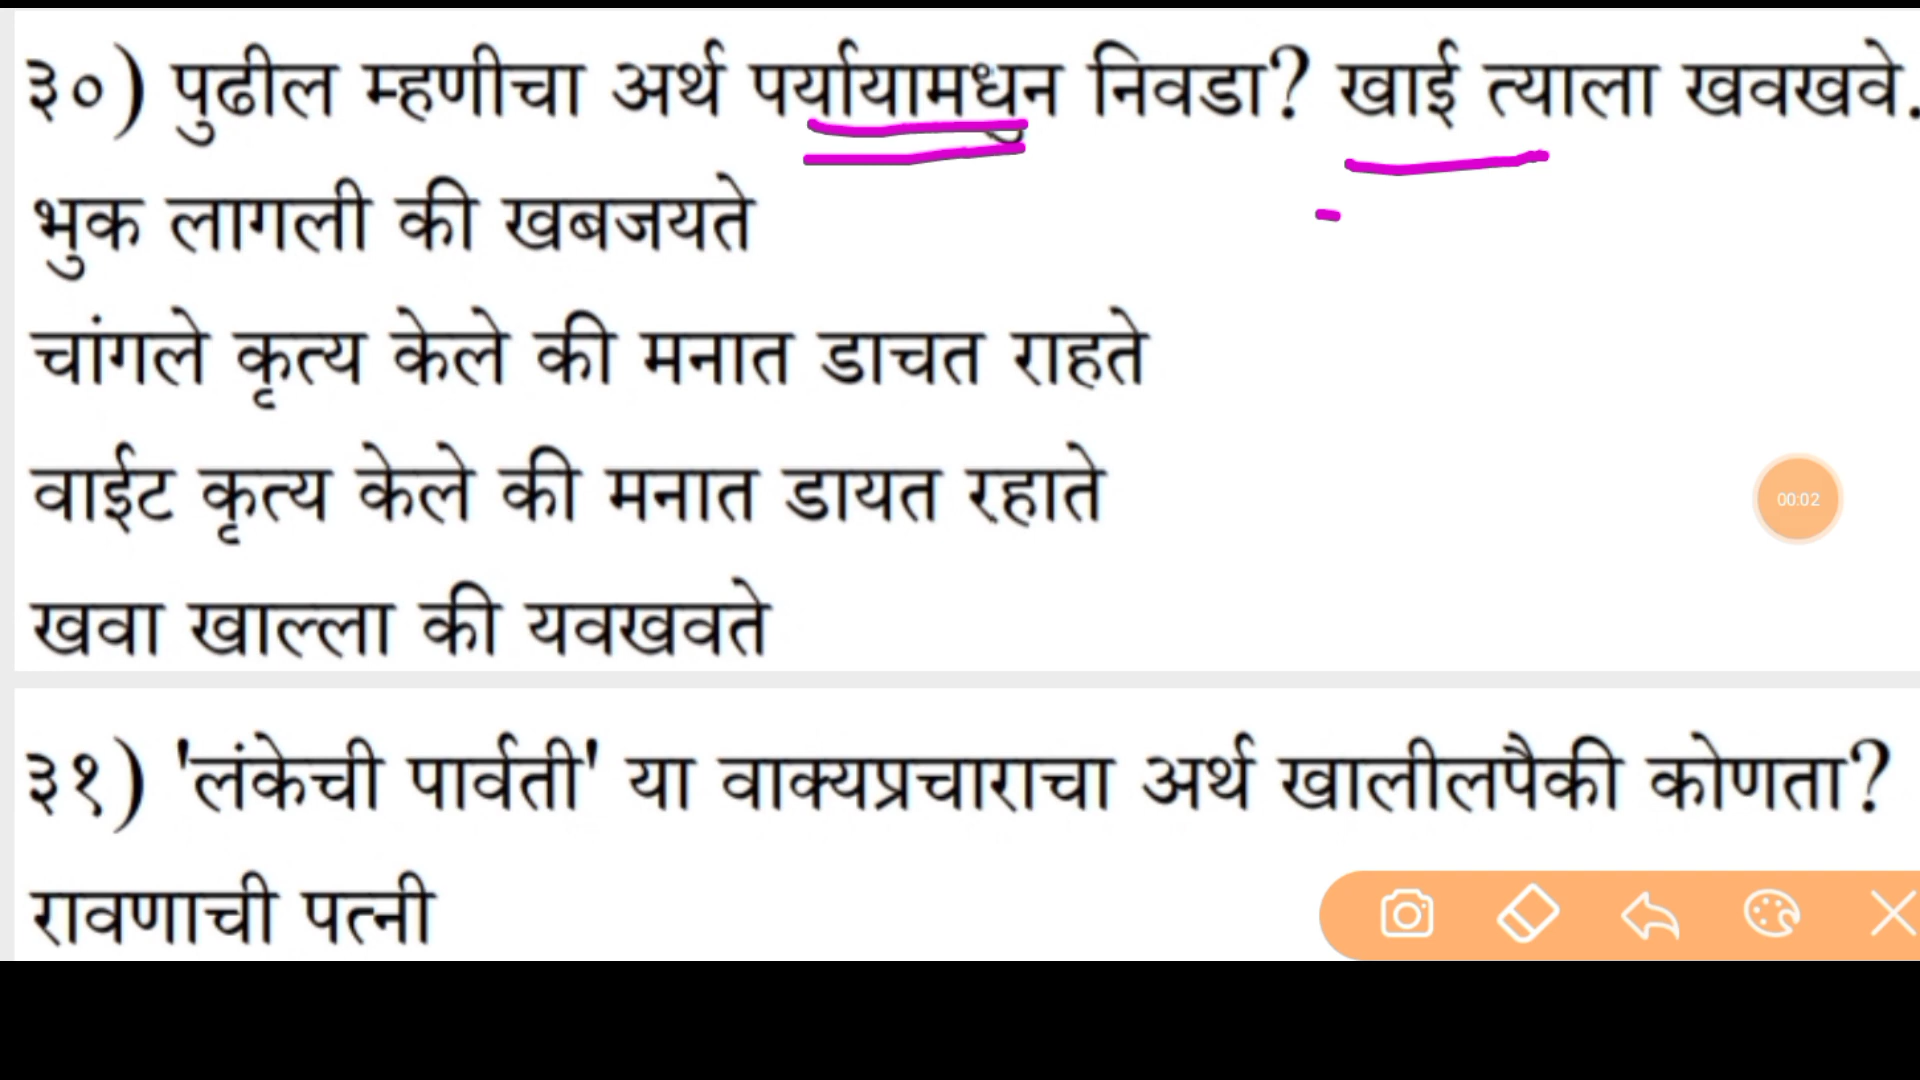 ३०) पुढील म्हणीचा अर्थ पर्यायामधुन निवडा? खाई त्याला खवखवे.
भुक लागली की खबजयते
चांगले कृत्य केले की मनात डाचत राहते
वाईट कृत्य केले की मनात डायत रहाते
00:02
खवा खाल्ला की यवखवते
३१) 'लंकेची पार्वती' या वाक्यप्रचाराचा अर्थ खालीलपैकी कोणता?
रावणाची पत्नी